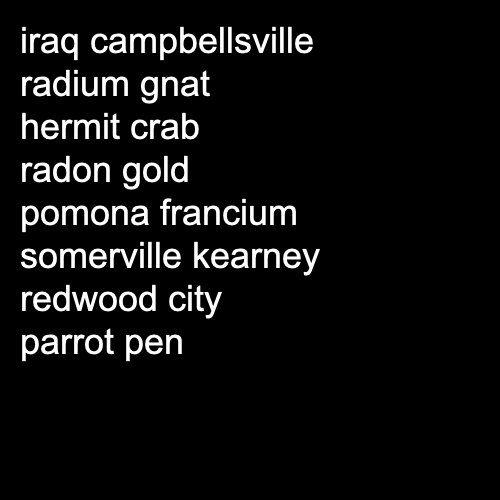 iraq campbellsville
radium gnat
hermit crab
radon gold
pomona francium
somerville kearney
redwood city
parrot pen